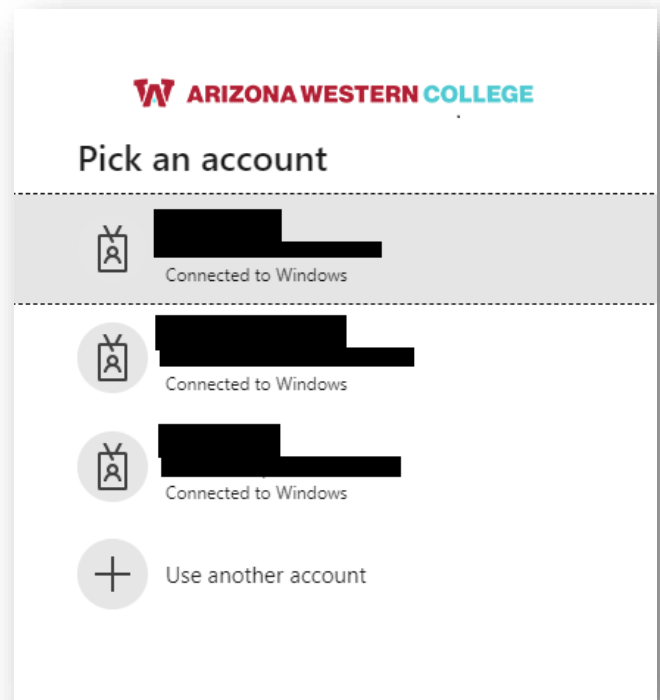 ARIZONA WESTERN COLLEGE
Pick an account
Connected to Windows
Connected to Windows
Connected to Windows
Use another account